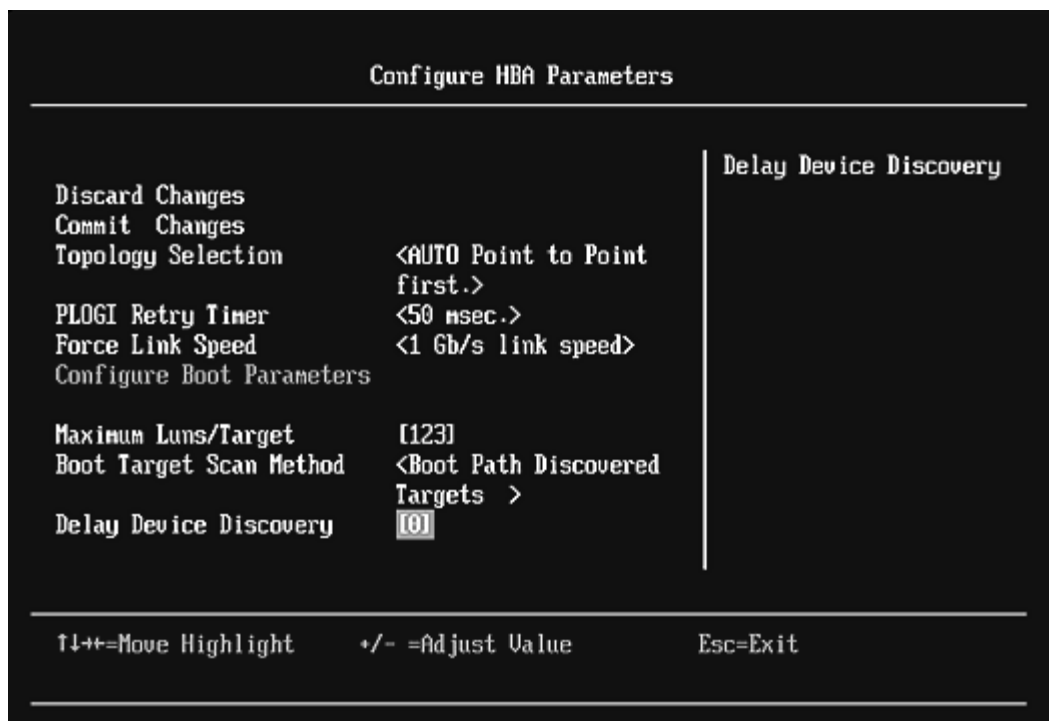 Configure HBA Parameters
Delay Device Discovery
Discard Changes
Commit Changes
Topology Selection <AUTO Point to Point
first.>
PLOGI Retry Timer <50 msec.>
Force Link Speed <1 Gb/s link speed>
Configure Boot Parameters
Maximum Luns/Target [123]
Boot Target Scan Method <Boot Path Discovered
Targets >
Delay Device Discovery [0]
↑↓→←=Move Highlight +/- =Adjust Value Esc=Exit